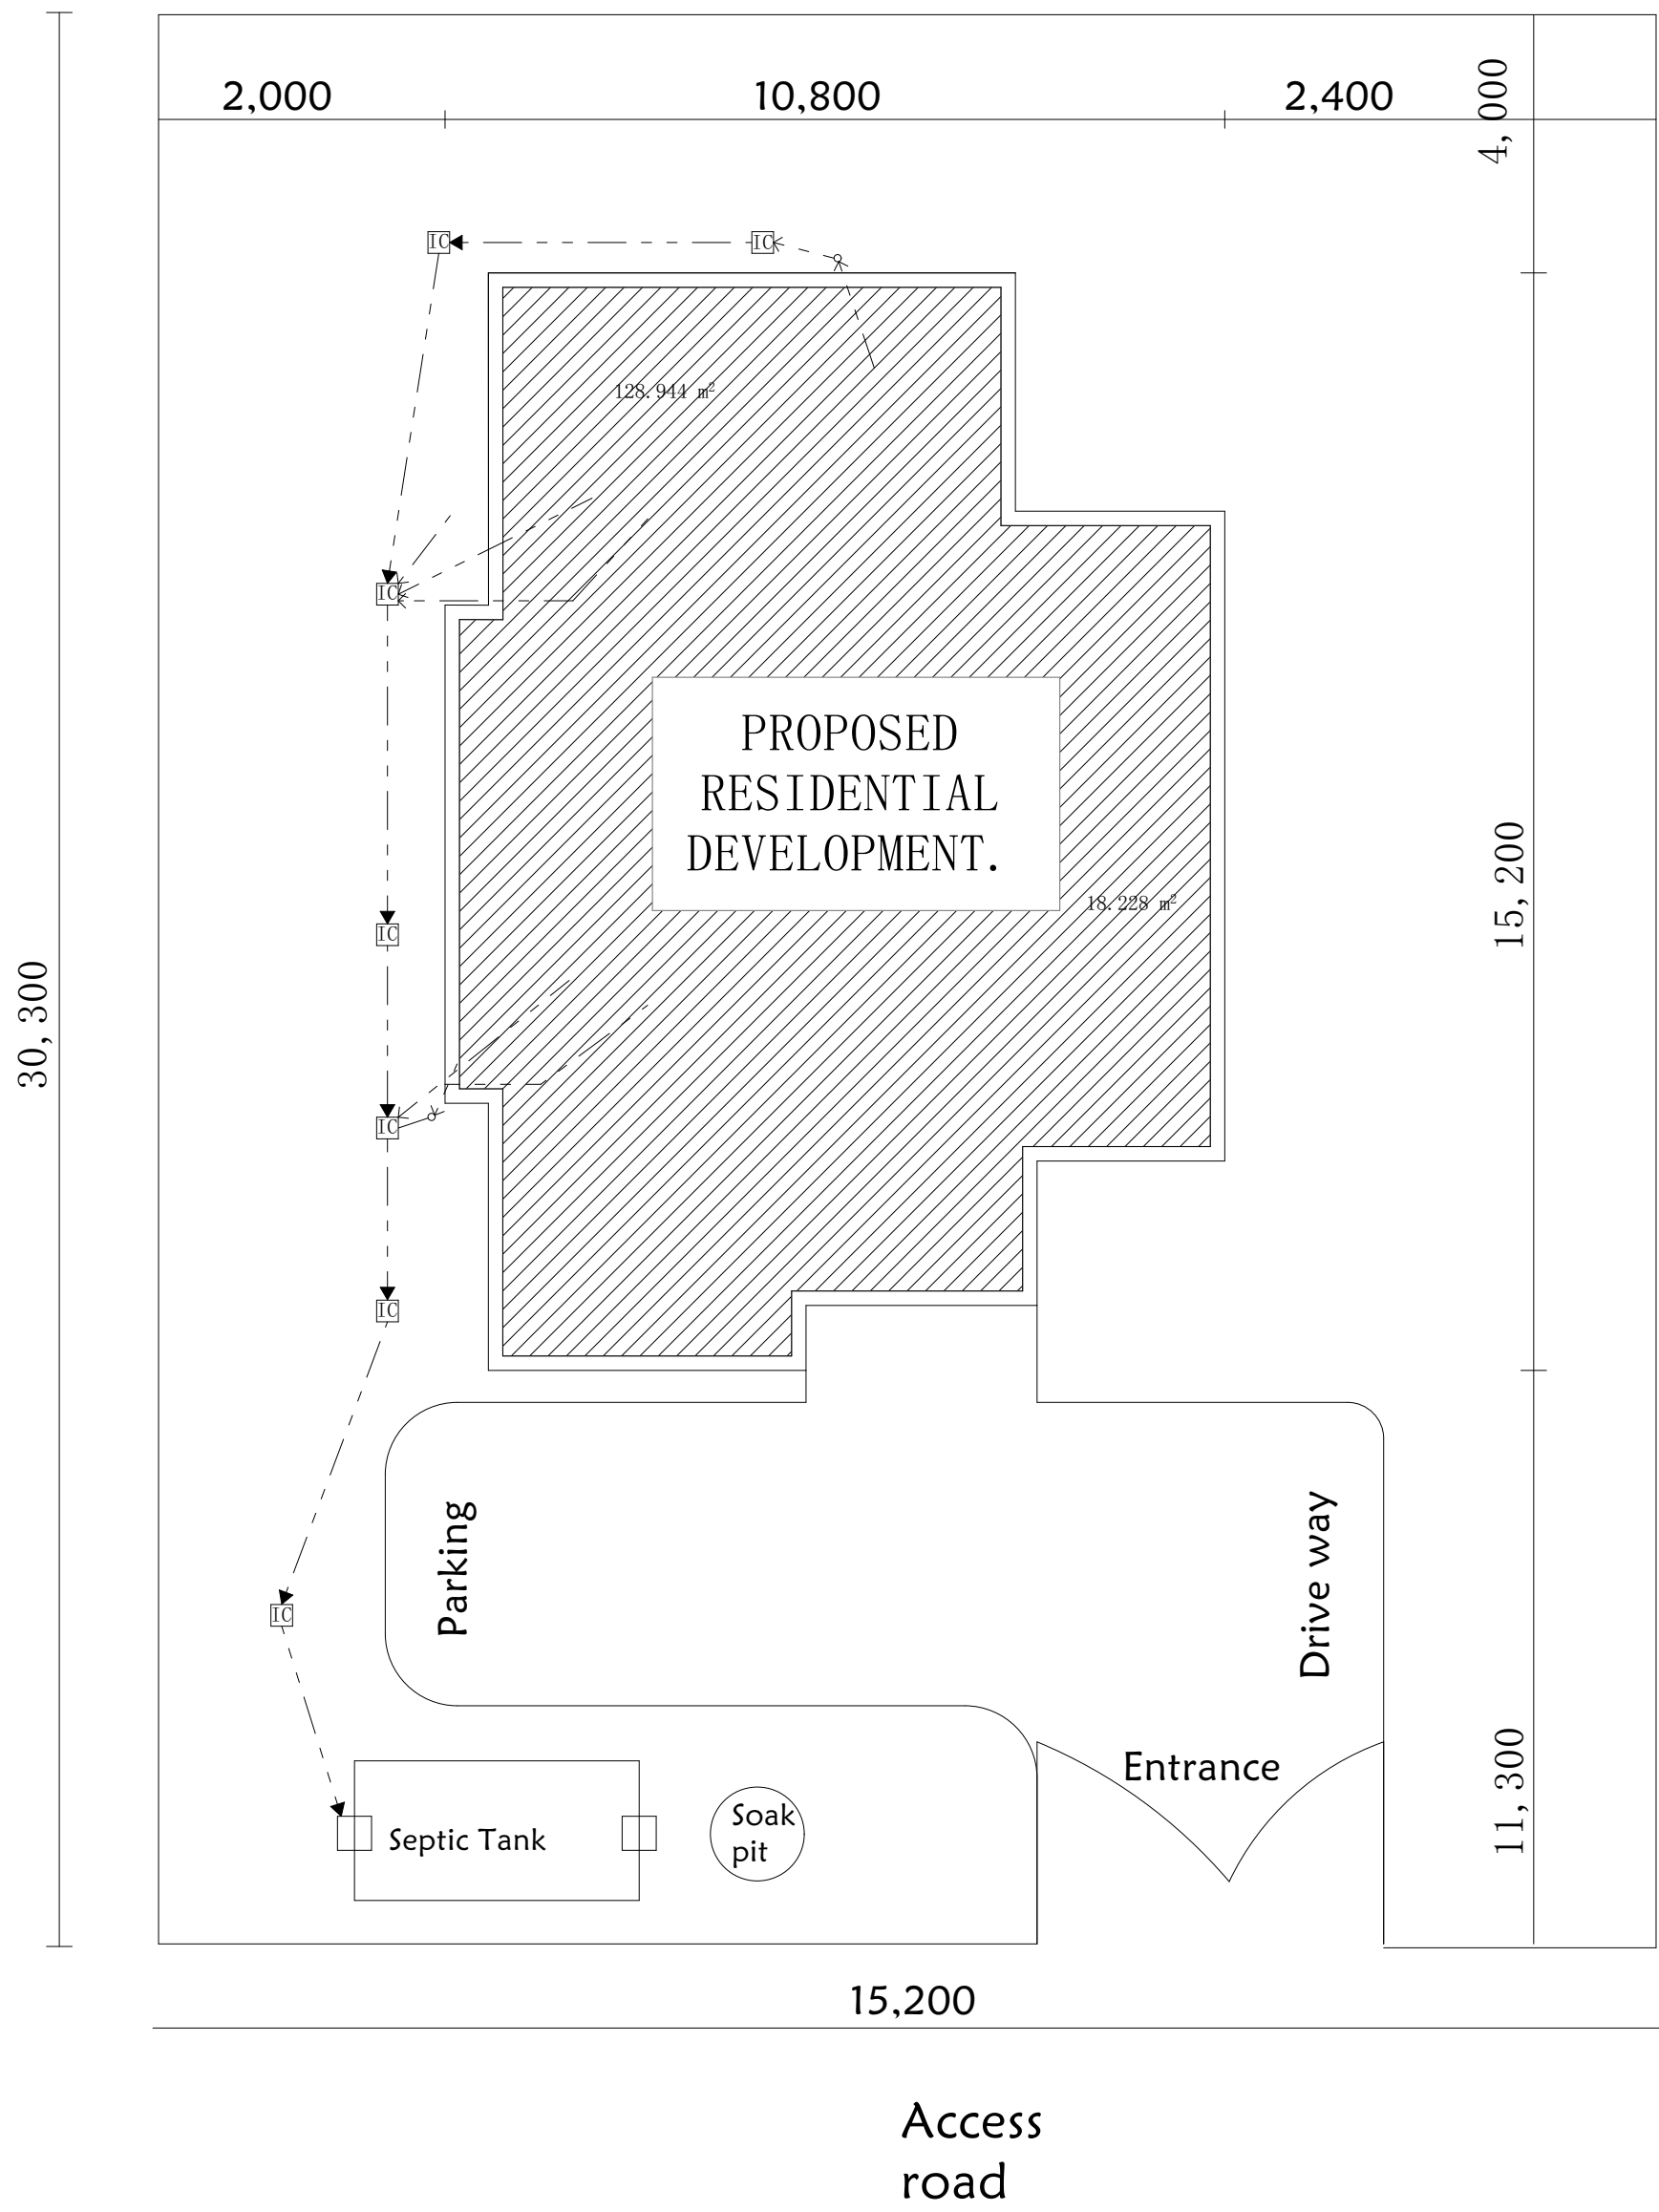 2,000
10,800
2,400
4,000
IC
IC
128.944 m²
IC
PROPOSED
RESIDENTIAL
DEVELOPMENT.
18.228 m²
15,200
IC
30,300
IC
IC
Parking
Drive way
IC
Entrance
11,300
Septic Tank
Soak
pit
15,200
Access
road